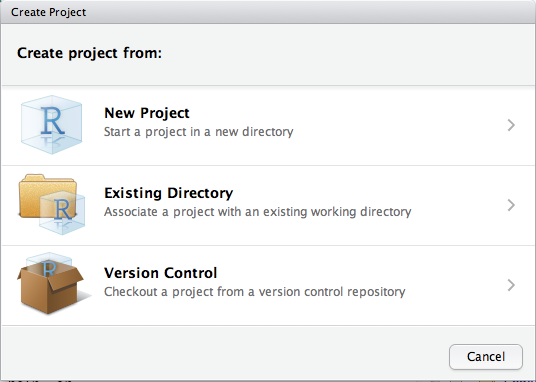 Create Project
Create project from:
R
New Project
Start a project in a new directory
R
Existing Directory
Associate a project with an existing working directory
R
Version Control
Checkout a project from a version control repository
Cancel